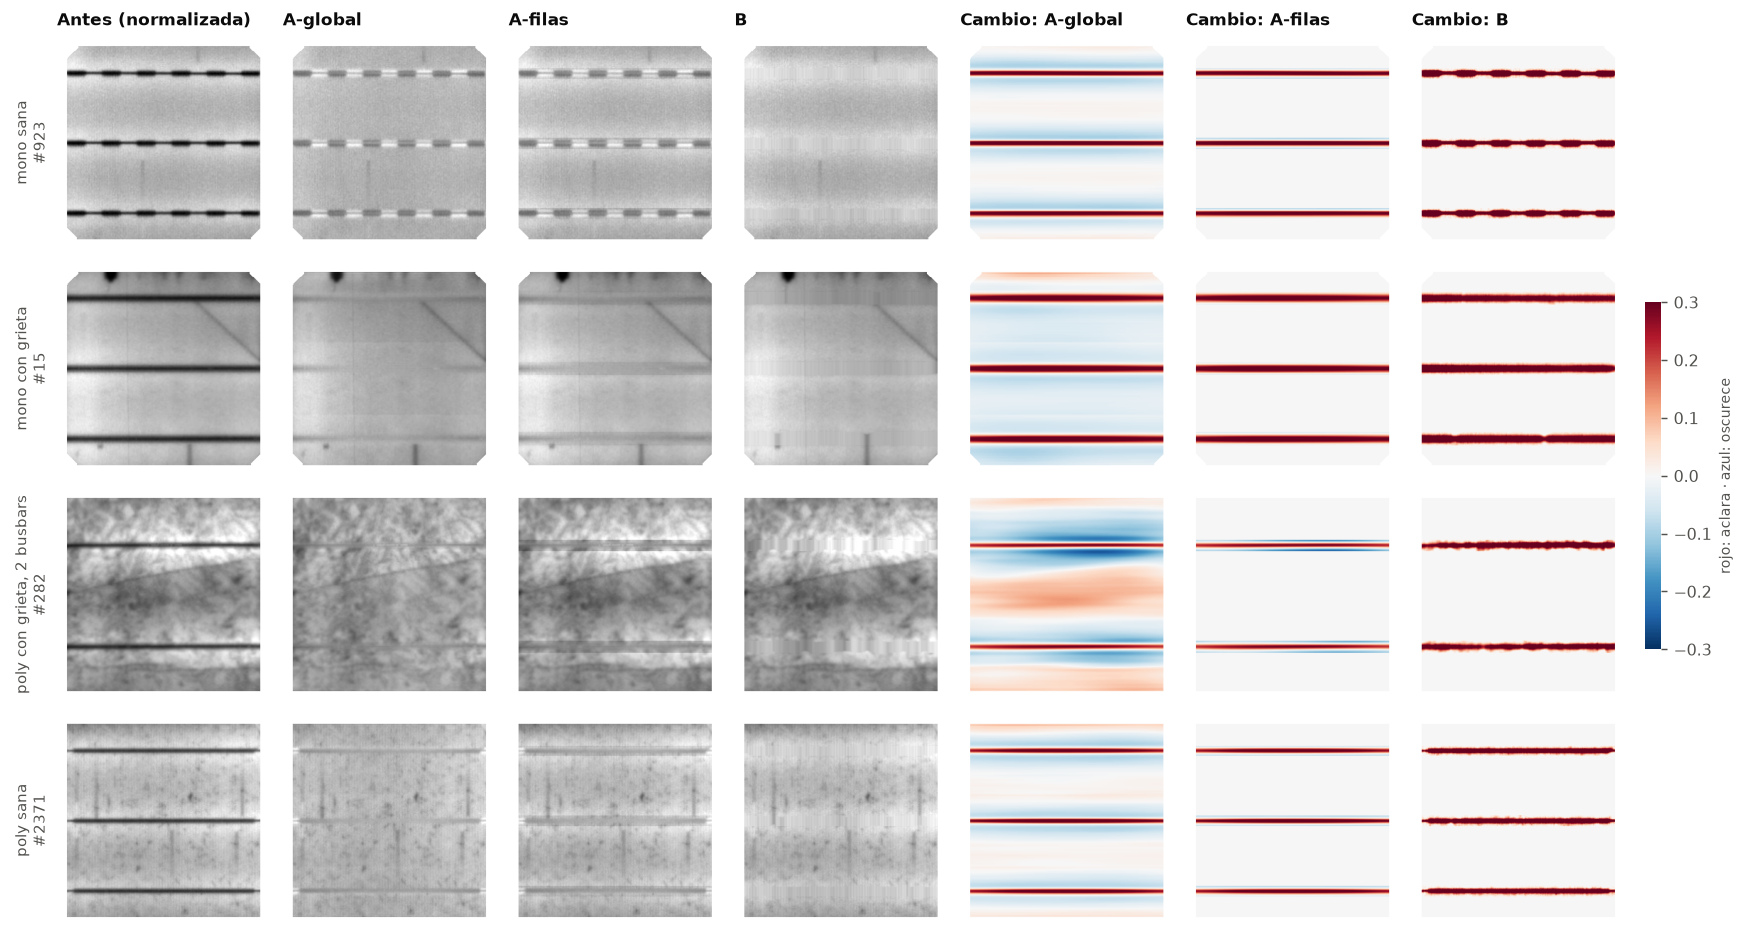 Antes (normalizada) A-global A-filas B Cambio: A-global Cambio: A-filas Cambio: B
mono sana
#923
mono con grieta
#15
poly con grieta, 2 busbars
#282
poly sana
#2371
0.3
0.2
0.1
0.0
−0.1
−0.2
−0.3
rojo: aclara · azul: oscurece